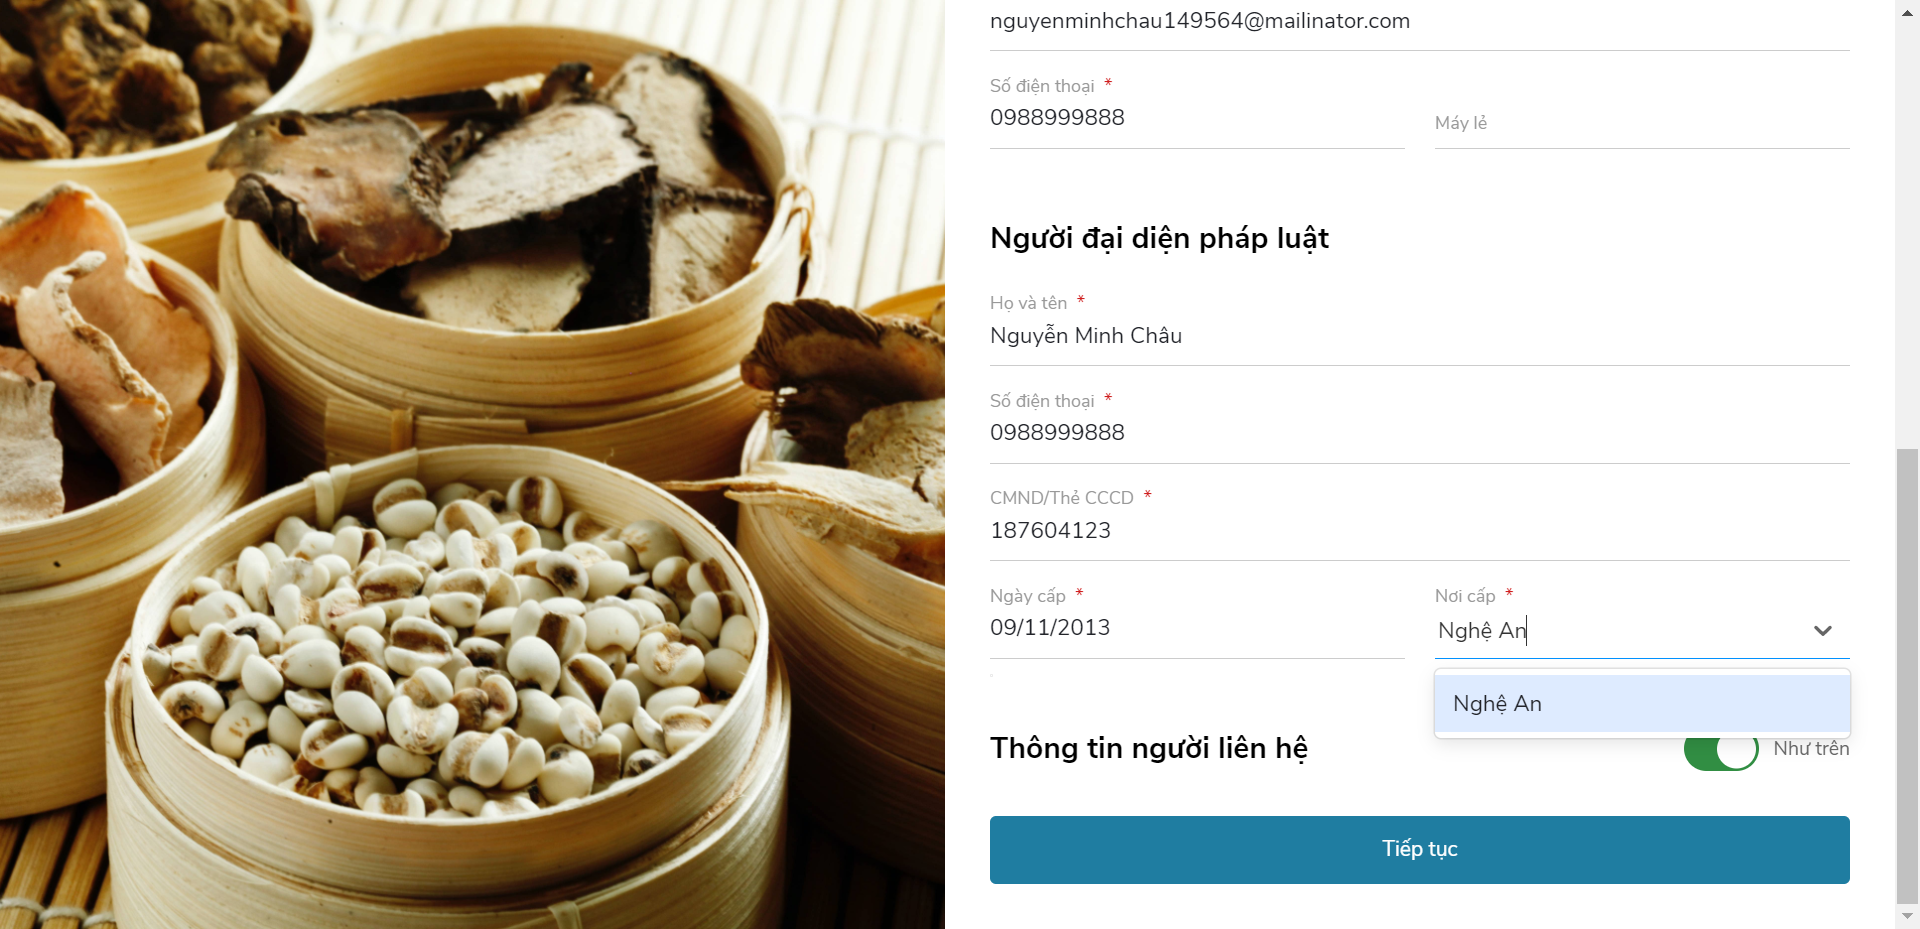 nguyenminhchau149564@mailinator.com
Số điện thoại *
0988999888
Máy lẻ
Người đại diện pháp luật
Họ và tên *
Nguyễn Minh Châu
Số điện thoại *
0988999888
CMND/Thẻ CCCD *
187604123
Ngày cấp *
09/11/2013
Nơi cấp *
Nghệ An
Nghệ An
Thông tin người liên hệ
Như trên
Tiếp tục